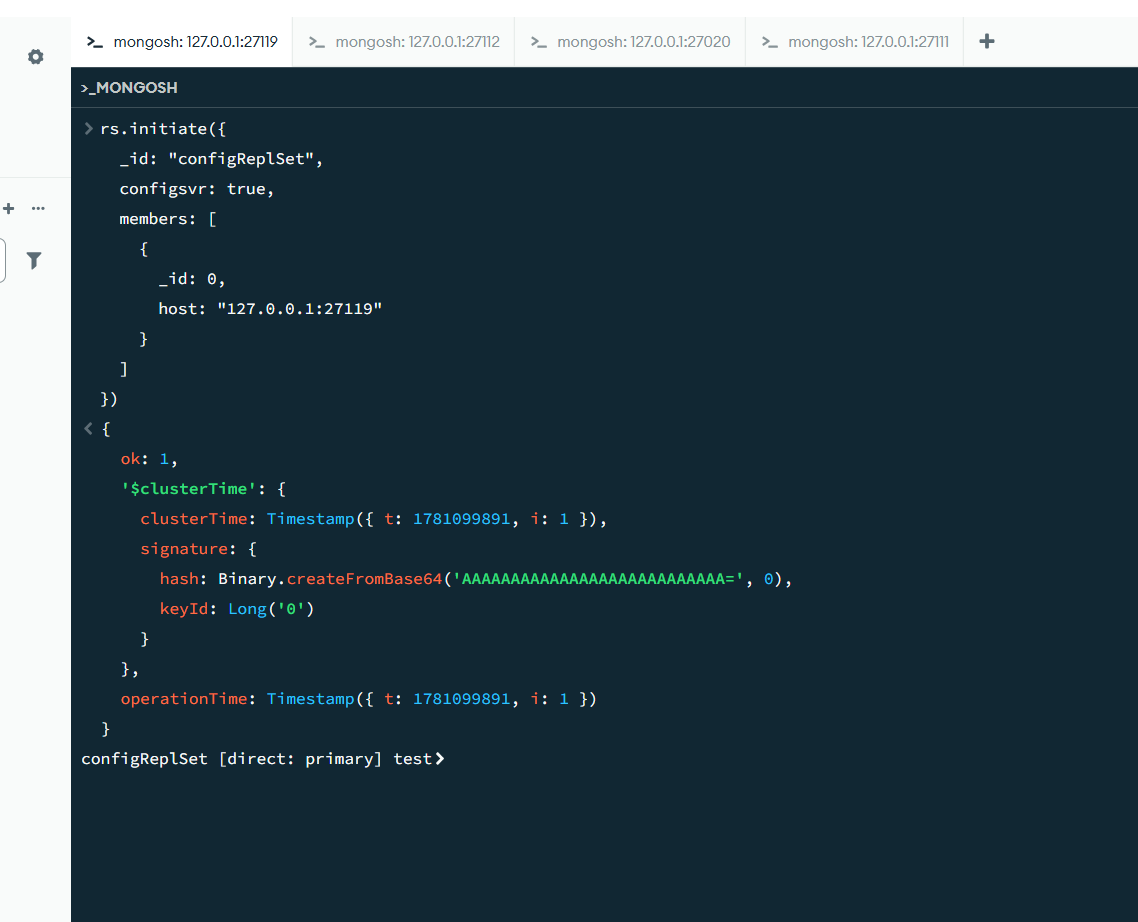 >_ mongosh: 127.0.0.1:27119 >_ mongosh: 127.0.0.1:27112 >_ mongosh: 127.0.0.1:27020 >_ mongosh: 127.0.0.1:27111 +
>_MONGOSH
> rs.initiate({
_id: "configReplSet",
configsvr: true,
members: [
{
_id: 0,
host: "127.0.0.1:27119"
}
]
})
< {
ok: 1,
'$clusterTime': {
clusterTime: Timestamp({ t: 1781099891, i: 1 }),
signature: {
hash: Binary.createFromBase64('AAAAAAAAAAAAAAAAAAAAAAAAAAA=', 0),
keyId: Long('0')
}
},
operationTime: Timestamp({ t: 1781099891, i: 1 })
}
configReplSet [direct: primary] test>